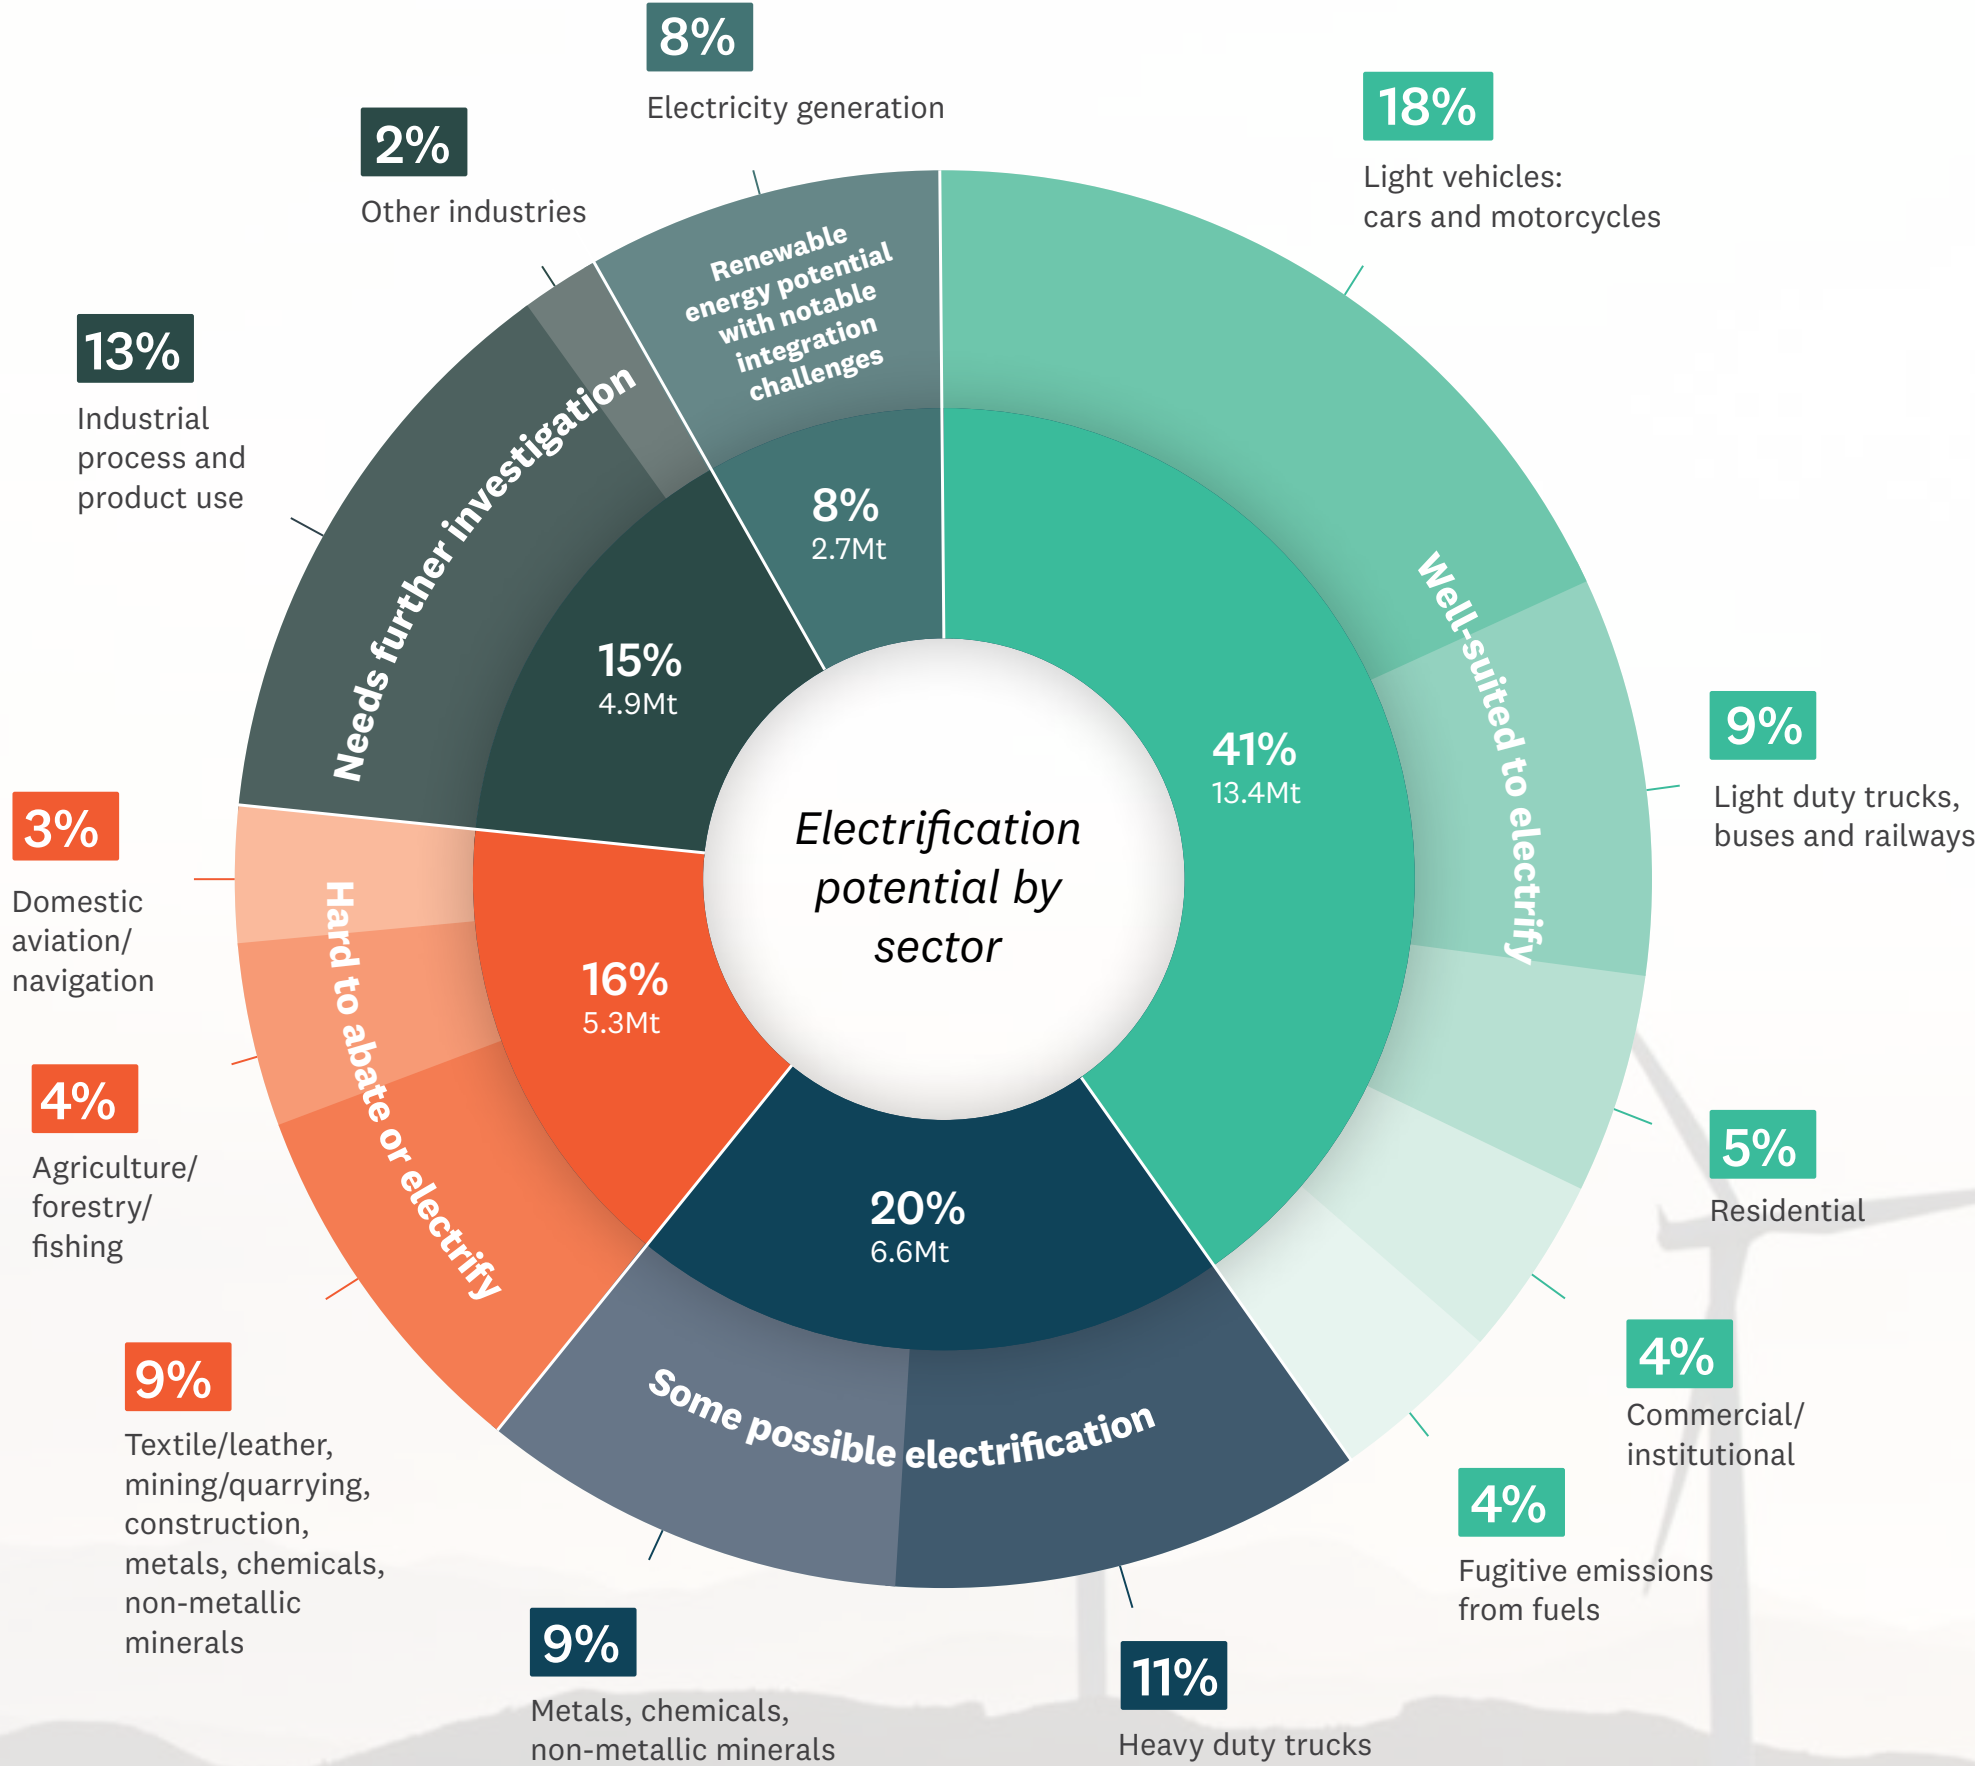 8%
Electricity generation
2%
Other industries
13%
Industrial
process and
product use
18%
Light vehicles:
cars and motorcycles
9%
Light duty trucks,
buses and railways
5%
Residential
4%
Commercial/
institutional
4%
Fugitive emissions
from fuels
11%
Heavy duty trucks
9%
Metals, chemicals,
non-metallic minerals
9%
Textile/leather,
mining/quarrying,
construction,
metals, chemicals,
non-metallic
minerals
4%
Agriculture/
forestry/
fishing
3%
Domestic
aviation/
navigation
Renewable
energy potential
with notable
integration
challenges
8%
2.7Mt
Well-suited to electrify
41%
13.4Mt
Some possible electrification
20%
6.6Mt
Hard to abate or electrify
16%
5.3Mt
Needs further investigation
15%
4.9Mt
Electrification
potential by
sector